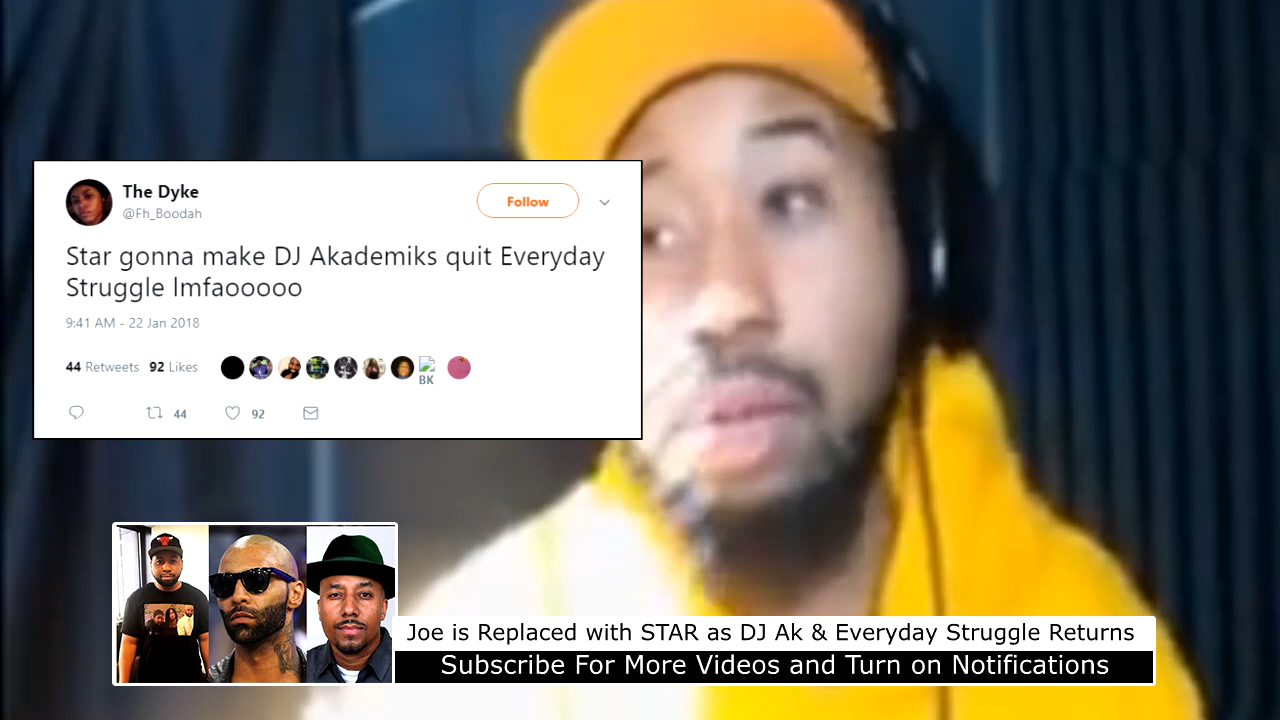 The Dyke
@Fh_Boodah
Follow
Star gonna make DJ Akademiks quit Everyday
Struggle lmfaooooo
9:41 AM - 22 Jan 2018
44 Retweets 92 Likes
BK
44 92
Joe is Replaced with STAR as DJ Ak & Everyday Struggle Returns
Subscribe For More Videos and Turn on Notifications